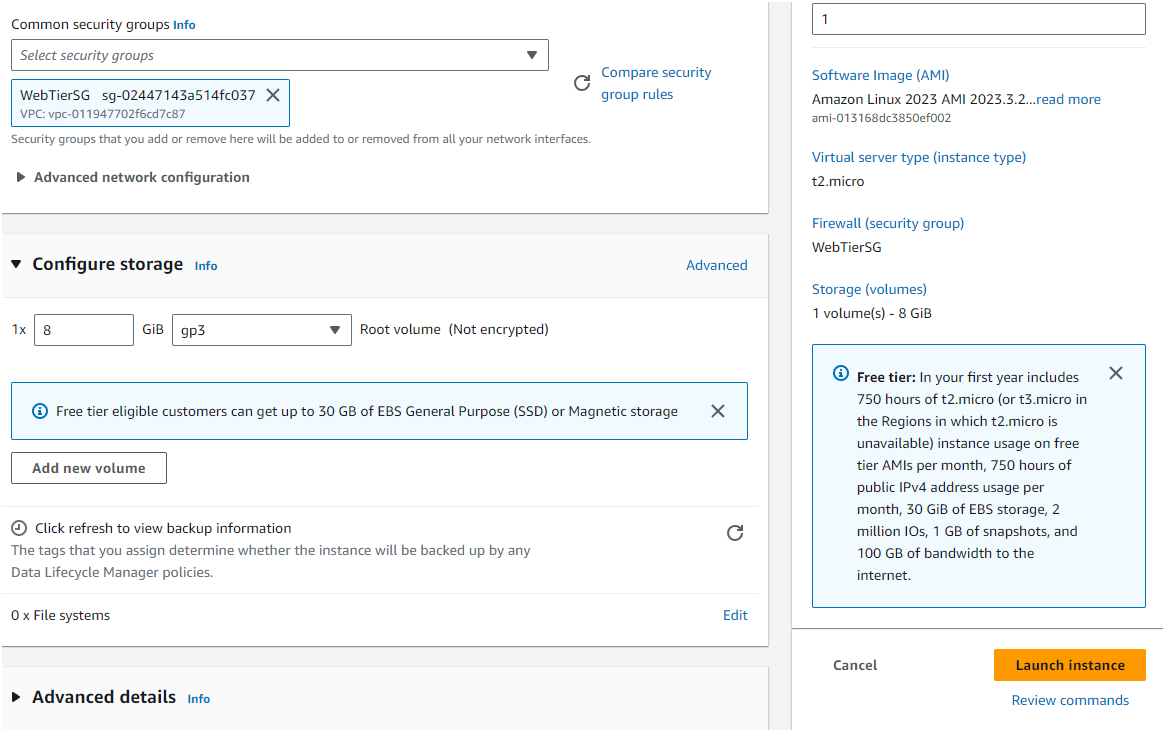 Common security groups Info
Select security groups
WebTierSG sg-02447143a514fc037
VPC: vpc-011947702f6cd7c87
Compare security
group rules
Security groups that you add or remove here will be added to or removed from all your network interfaces.
Advanced network configuration
Configure storage Info
Advanced
1x 8 GiB gp3 Root volume (Not encrypted)
Free tier eligible customers can get up to 30 GB of EBS General Purpose (SSD) or Magnetic storage
Add new volume
Click refresh to view backup information
The tags that you assign determine whether the instance will be backed up by any
Data Lifecycle Manager policies.
0 x File systems
Edit
Advanced details Info
1
Software Image (AMI)
Amazon Linux 2023 AMI 2023.3.2...read more
ami-013168dc3850ef002
Virtual server type (instance type)
t2.micro
Firewall (security group)
WebTierSG
Storage (volumes)
1 volume(s) - 8 GiB
Free tier: In your first year includes
750 hours of t2.micro (or t3.micro in
the Regions in which t2.micro is
unavailable) instance usage on free
tier AMIs per month, 750 hours of
public IPv4 address usage per
month, 30 GiB of EBS storage, 2
million IOs, 1 GB of snapshots, and
100 GB of bandwidth to the
internet.
Cancel
Launch instance
Review commands